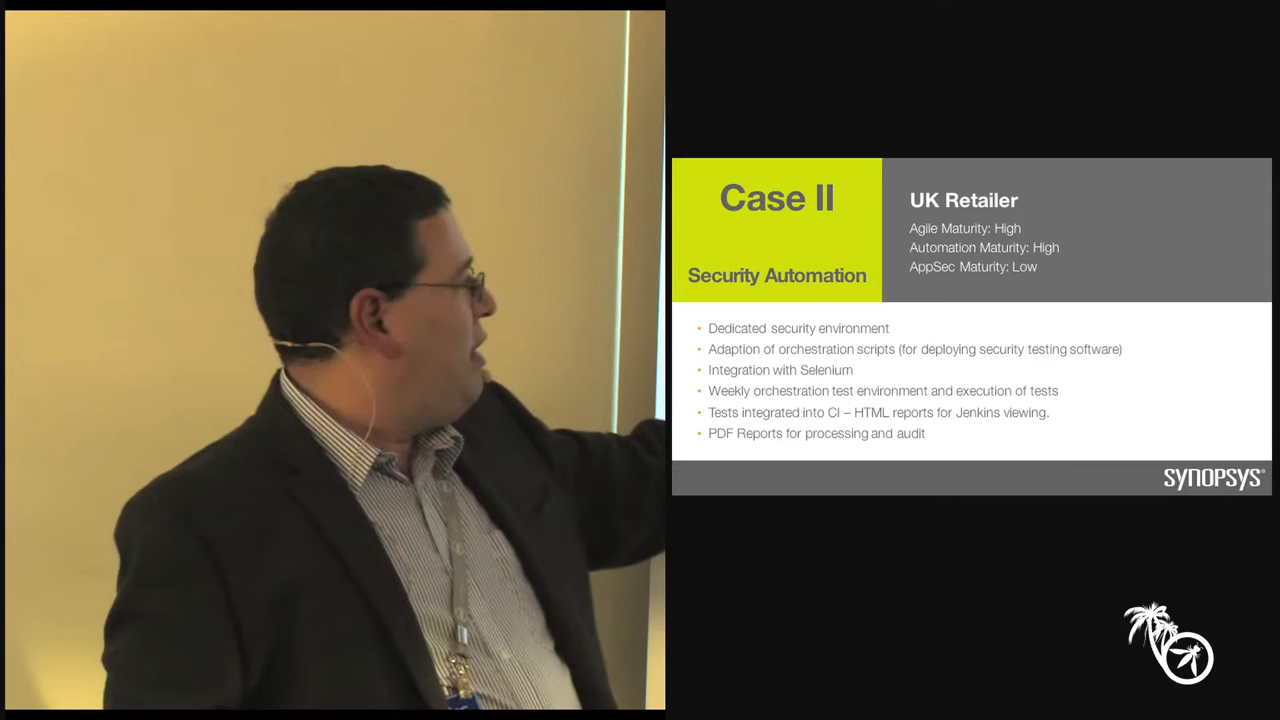 Case II
Security Automation
UK Retailer
Agile Maturity: High
Automation Maturity: High
AppSec Maturity: Low
• Dedicated security environment
• Adaption of orchestration scripts (for deploying security testing software)
• Integration with Selenium
• Weekly orchestration test environment and execution of tests
• Tests integrated into CI – HTML reports for Jenkins viewing.
• PDF Reports for processing and audit
SYNOPSYS®